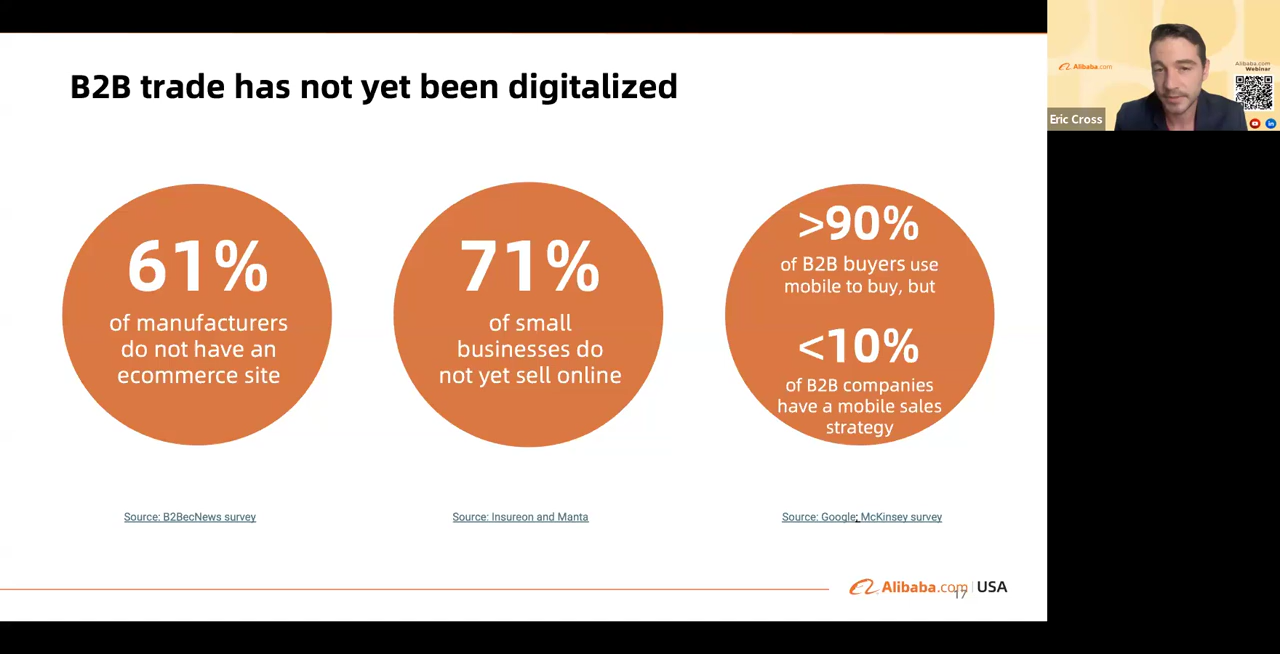 B2B trade has not yet been digitalized
61%
of manufacturers
do not have an
ecommerce site
71%
of small
businesses do
not yet sell online
>90%
of B2B buyers use
mobile to buy, but
<10%
of B2B companies
have a mobile sales
strategy
Source: B2BecNews survey
Source: Insureon and Manta
Source: Google; McKinsey survey
Alibaba.com | USA
17
Alibaba.com
Alibaba.com
Webinar
Eric Cross